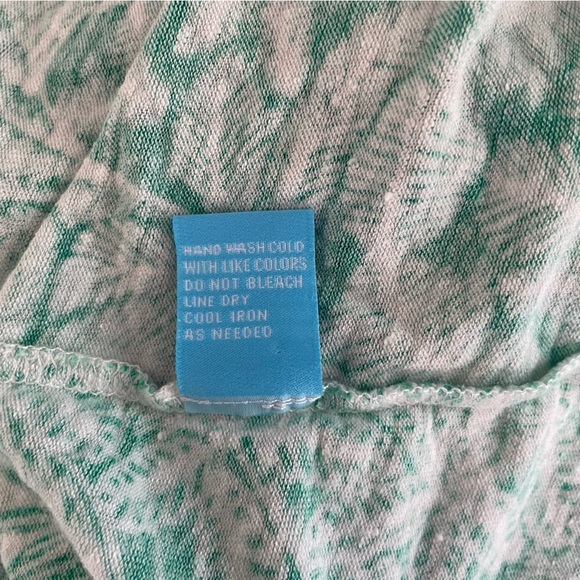 HAND WASH COLD
WITH LIKE COLORS
DO NOT BLEACH
LINE DRY
COOL IRON
AS NEEDED